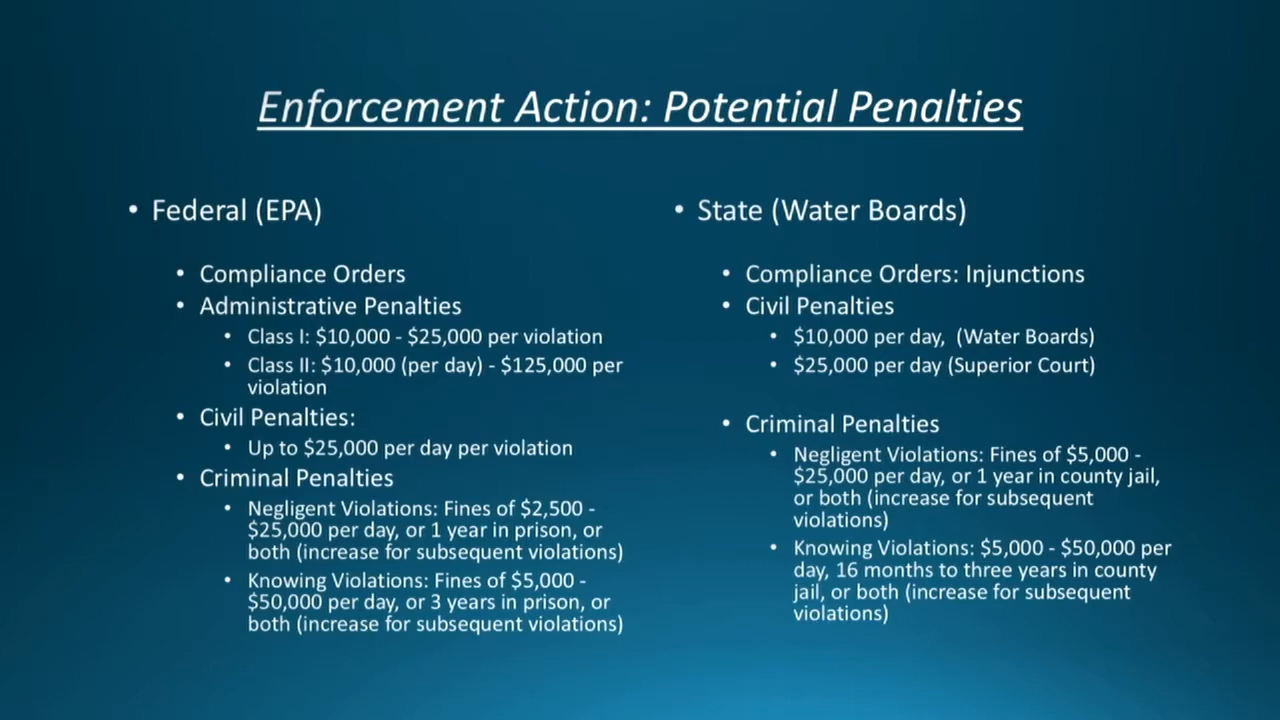 Enforcement Action: Potential Penalties
• Federal (EPA)
• Compliance Orders
• Administrative Penalties
• Class I: $10,000 - $25,000 per violation
• Class II: $10,000 (per day) - $125,000 per
violation
• Civil Penalties:
• Up to $25,000 per day per violation
• Criminal Penalties
• Negligent Violations: Fines of $2,500 -
$25,000 per day, or 1 year in prison, or
both (increase for subsequent violations)
• Knowing Violations: Fines of $5,000 -
$50,000 per day, or 3 years in prison, or
both (increase for subsequent violations)
• State (Water Boards)
• Compliance Orders: Injunctions
• Civil Penalties
• $10,000 per day, (Water Boards)
• $25,000 per day (Superior Court)
• Criminal Penalties
• Negligent Violations: Fines of $5,000 -
$25,000 per day, or 1 year in county jail,
or both (increase for subsequent
violations)
• Knowing Violations: $5,000 - $50,000 per
day, 16 months to three years in county
jail, or both (increase for subsequent
violations)